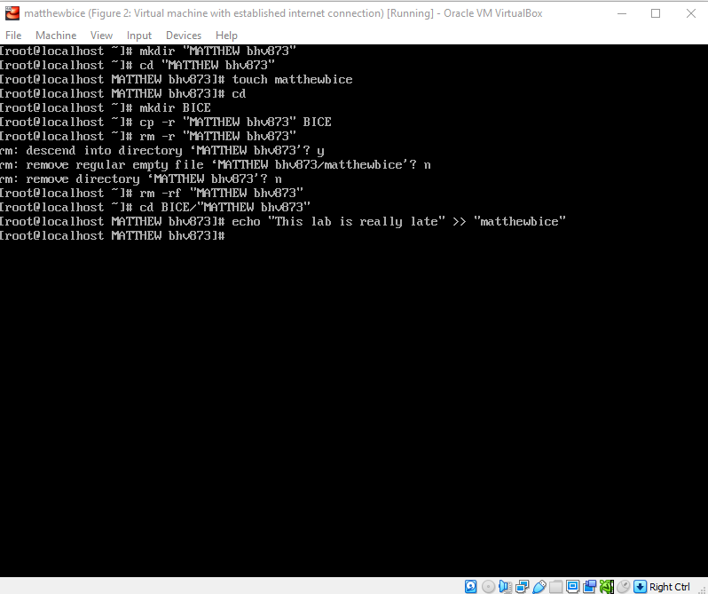 matthewbice (Figure 2: Virtual machine with established internet connection) [Running] - Oracle VM VirtualBox
File Machine View Input Devices Help
[root@localhost ~]# mkdir "MATTHEW bhv873"
[root@localhost ~]# cd "MATTHEW bhv873"
[root@localhost MATTHEW bhv873]# touch matthewbice
[root@localhost MATTHEW bhv873]# cd
[root@localhost ~]# mkdir BICE
[root@localhost ~]# cp -r "MATTHEW bhv873" BICE
[root@localhost ~]# rm -r "MATTHEW bhv873"
rm: descend into directory ‘MATTHEW bhv873’? y
rm: remove regular empty file ‘MATTHEW bhv873/matthewbice’? n
rm: remove directory ‘MATTHEW bhv873’? n
[root@localhost ~]# rm -rf "MATTHEW bhv873"
[root@localhost ~]# cd BICE/"MATTHEW bhv873"
[root@localhost MATTHEW bhv873]# echo "This lab is really late" >> "matthewbice"
[root@localhost MATTHEW bhv873]#
Right Ctrl